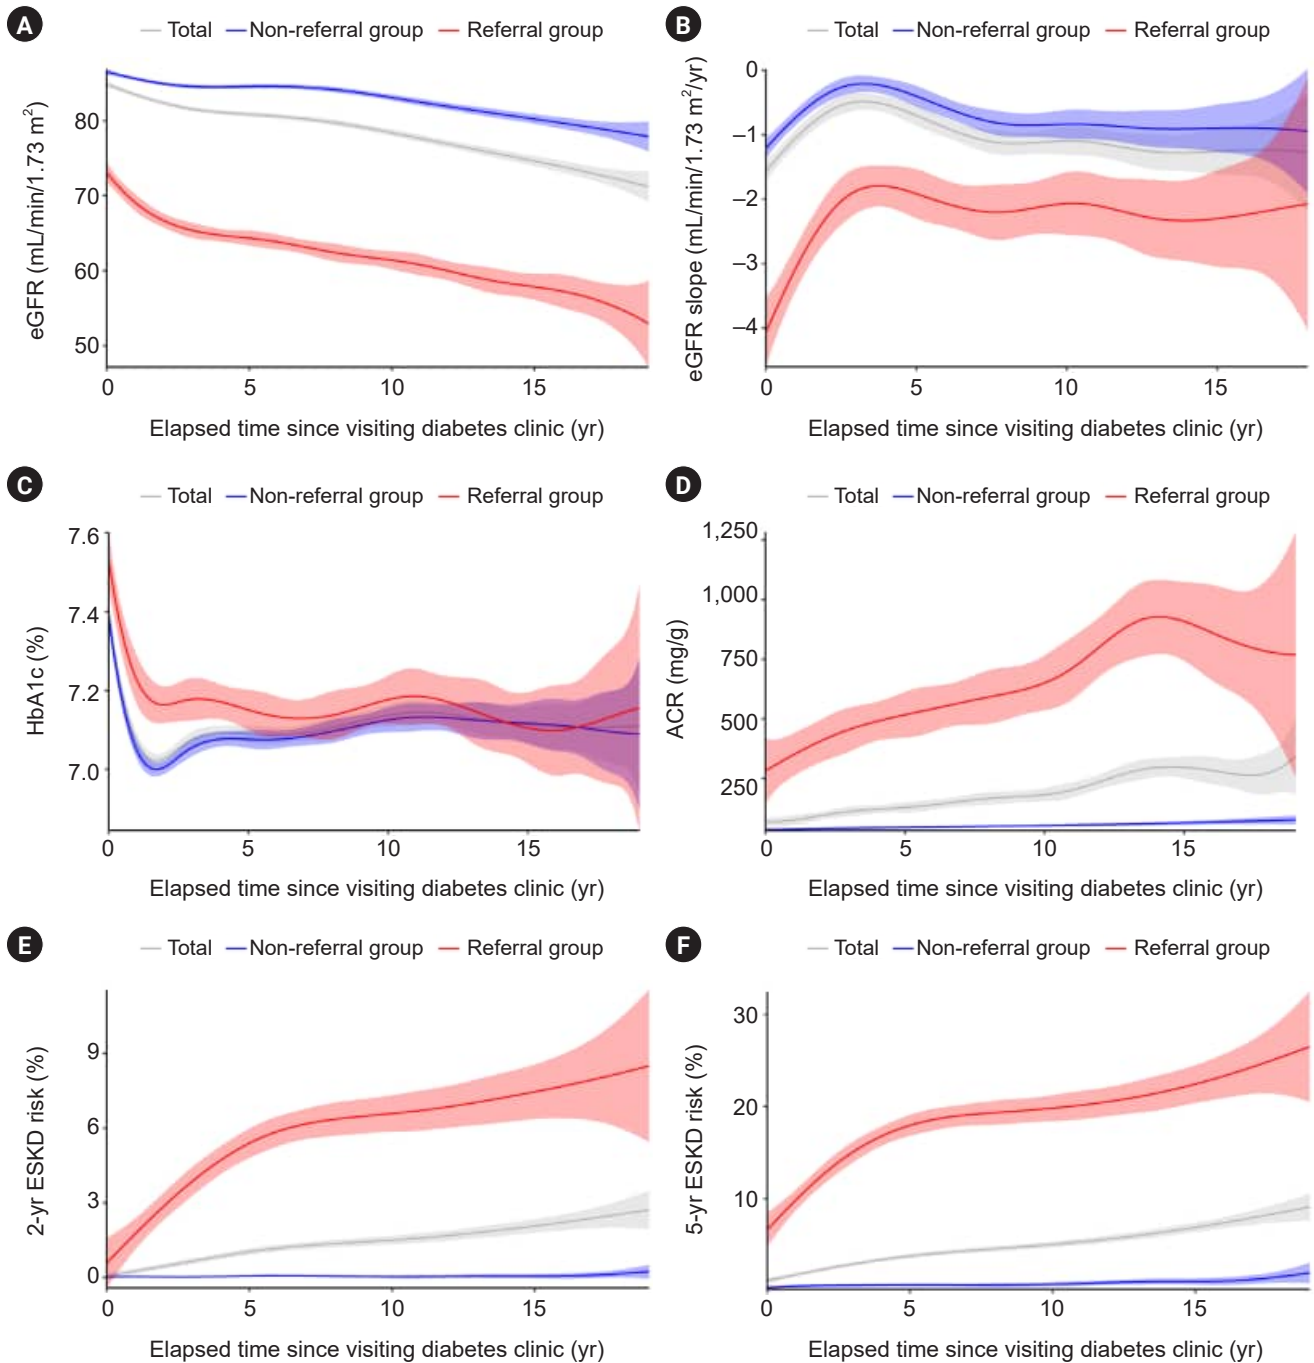 A
Total Non-referral group Referral group
eGFR (mL/min/1.73 m²)
80
70
60
50
0 5 10 15
Elapsed time since visiting diabetes clinic (yr)
B
Total Non-referral group Referral group
eGFR slope (mL/min/1.73 m²/yr)
0
–1
–2
–3
–4
0 5 10 15
Elapsed time since visiting diabetes clinic (yr)
C
Total Non-referral group Referral group
HbA1c (%)
7.6
7.4
7.2
7.0
0 5 10 15
Elapsed time since visiting diabetes clinic (yr)
D
Total Non-referral group Referral group
ACR (mg/g)
1,250
1,000
750
500
250
0 5 10 15
Elapsed time since visiting diabetes clinic (yr)
E
Total Non-referral group Referral group
2-yr ESKD risk (%)
9
6
3
0
0 5 10 15
Elapsed time since visiting diabetes clinic (yr)
F
Total Non-referral group Referral group
5-yr ESKD risk (%)
30
20
10
0 5 10 15
Elapsed time since visiting diabetes clinic (yr)